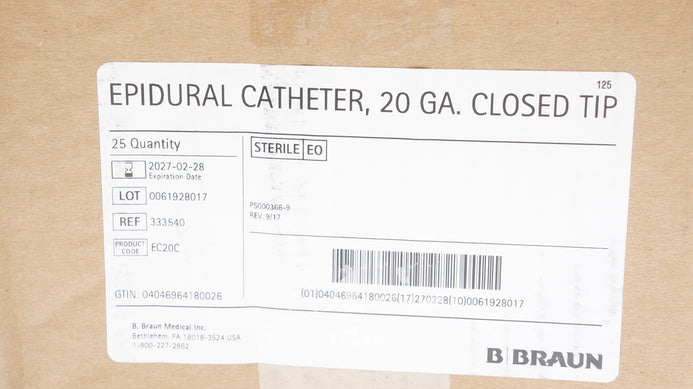 125
EPIDURAL CATHETER, 20 GA. CLOSED TIP
25 Quantity
2027-02-28
Expiration Date
LOT 0061928017
REF 333540
PRODUCT CODE EC20C
GTIN: 04046964180026
STERILE EO
PS000368-9
REV. 9/17
(01)04046964180026(17)270228(10)0061928017
B. Braun Medical Inc.
Bethlehem, PA 18018-3524 USA
1-800-227-2862
B|BRAUN